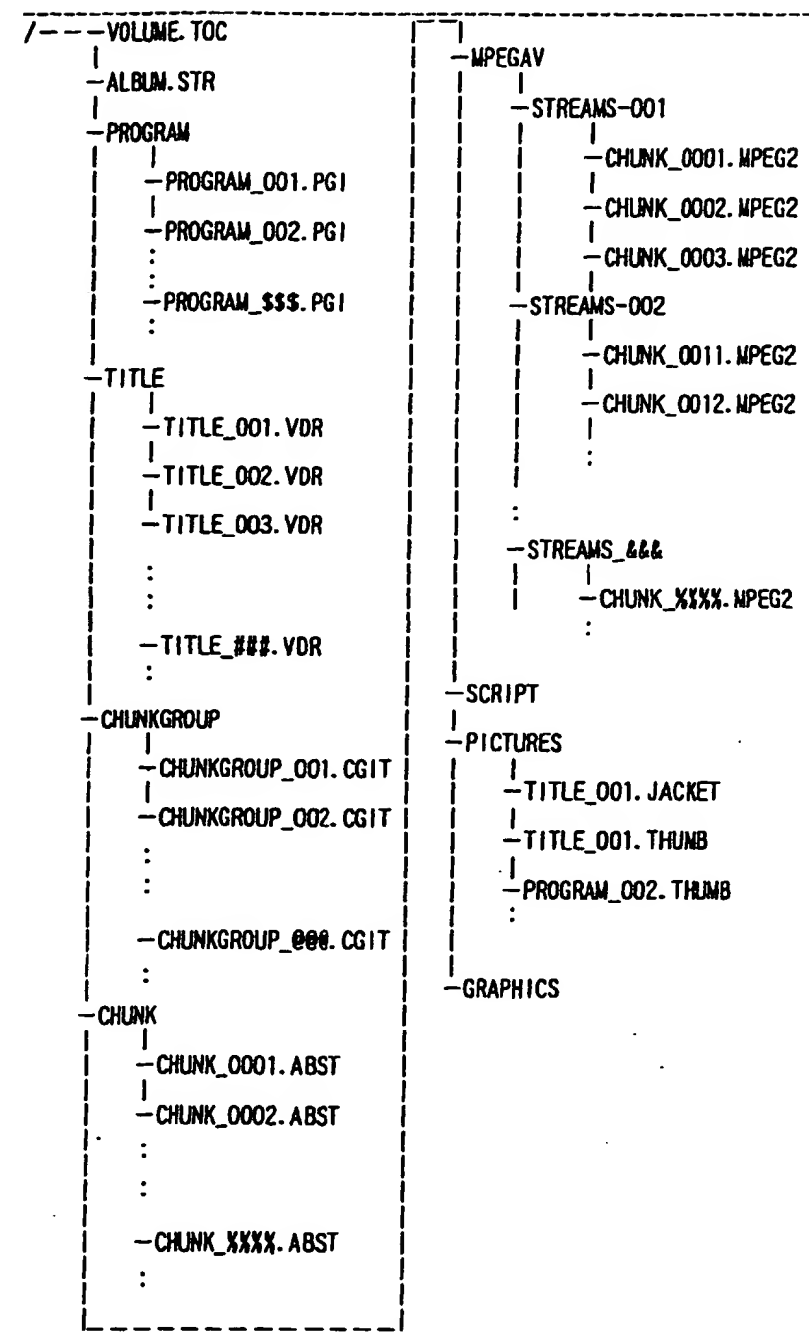 /---VOLUME.TOC
ALBUM.STR
PROGRAM
PROGRAM_001.PGI
PROGRAM_002.PGI
PROGRAM_$$$.PGI
TITLE
TITLE_001.VDR
TITLE_002.VDR
TITLE_003.VDR
TITLE_###.VDR
CHUNKGROUP
CHUNKGROUP_001.CGIT
CHUNKGROUP_002.CGIT
CHUNKGROUP_@@@.CGIT
CHUNK
CHUNK_0001.ABST
CHUNK_0002.ABST
CHUNK_%%%%.ABST
MPEGAV
STREAMS-001
CHUNK_0001.MPEG2
CHUNK_0002.MPEG2
CHUNK_0003.MPEG2
STREAMS-002
CHUNK_0011.MPEG2
CHUNK_0012.MPEG2
STREAMS_&&&
CHUNK_%%%%.MPEG2
SCRIPT
PICTURES
TITLE_001.JACKET
TITLE_001.THUMB
PROGRAM_002.THUMB
GRAPHICS